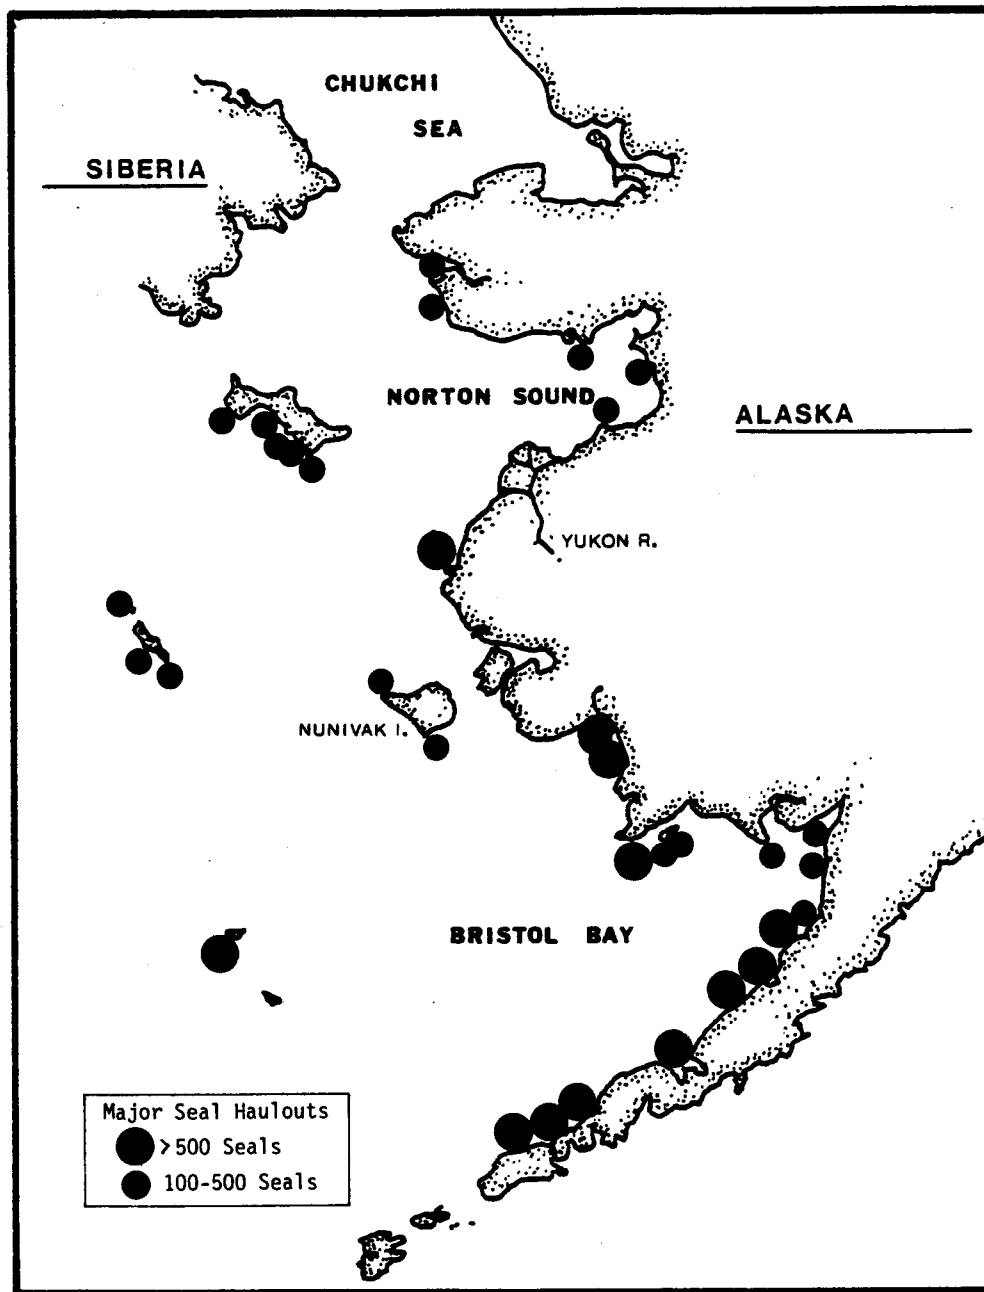 CHUKCHI
SEA
SIBERIA
NORTON SOUND
ALASKA
YUKON R.
NUNIVAK I.
BRISTOL BAY
Major Seal Haulouts
>500 Seals
100-500 Seals